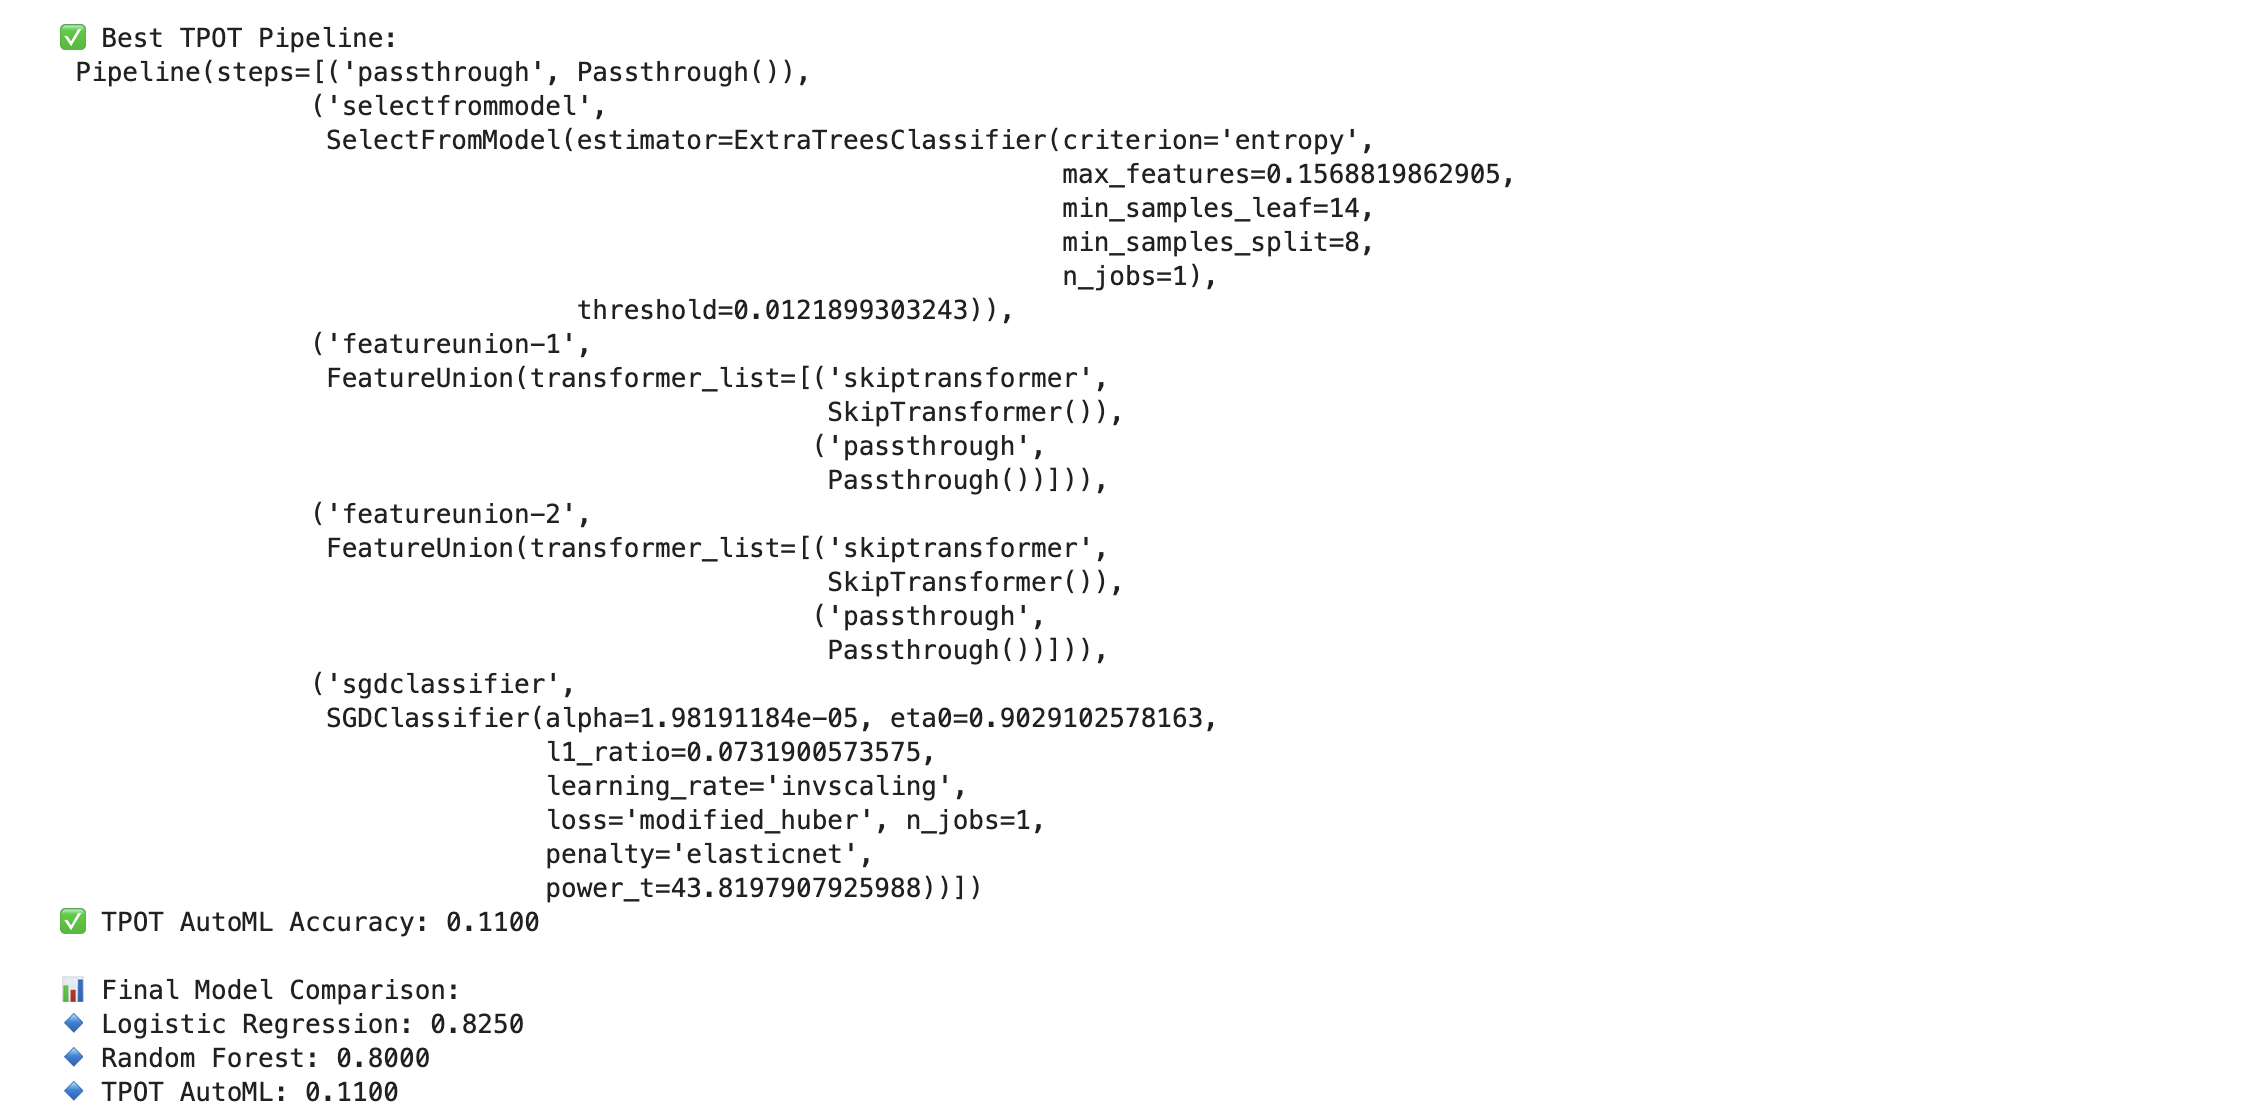 ✅ Best TPOT Pipeline:
Pipeline(steps=[('passthrough', Passthrough()),
('selectfrommodel',
SelectFromModel(estimator=ExtraTreesClassifier(criterion='entropy',
max_features=0.1568819862905,
min_samples_leaf=14,
min_samples_split=8,
n_jobs=1),
threshold=0.0121899303243)),
('featureunion-1',
FeatureUnion(transformer_list=[('skiptransformer',
SkipTransformer()),
('passthrough',
Passthrough())])),
('featureunion-2',
FeatureUnion(transformer_list=[('skiptransformer',
SkipTransformer()),
('passthrough',
Passthrough())])),
('sgdclassifier',
SGDClassifier(alpha=1.98191184e-05, eta0=0.9029102578163,
l1_ratio=0.0731900573575,
learning_rate='invscaling',
loss='modified_huber', n_jobs=1,
penalty='elasticnet',
power_t=43.8197907925988))])
✅ TPOT AutoML Accuracy: 0.1100
📊 Final Model Comparison:
🔹 Logistic Regression: 0.8250
🔹 Random Forest: 0.8000
🔹 TPOT AutoML: 0.1100